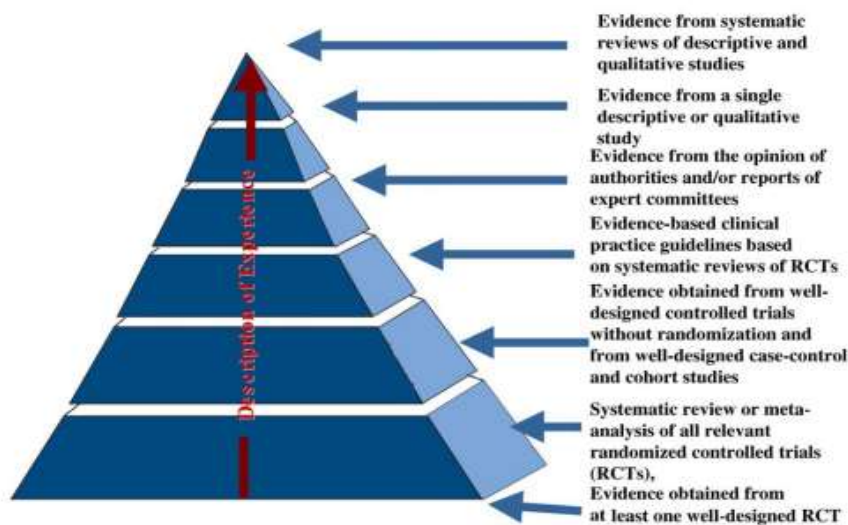 Evidence from systematic
reviews of descriptive and
qualitative studies
Evidence from a single
descriptive or qualitative
study
Evidence from the opinion of
authorities and/or reports of
expert committees
Evidence-based clinical
practice guidelines based
on systematic reviews of RCTs
Evidence obtained from well-
designed controlled trials
without randomization and
from well-designed case-control
and cohort studies
Systematic review or meta-
analysis of all relevant
randomized controlled trials
(RCTs),
Evidence obtained from
at least one well-designed RCT
Description of Experience